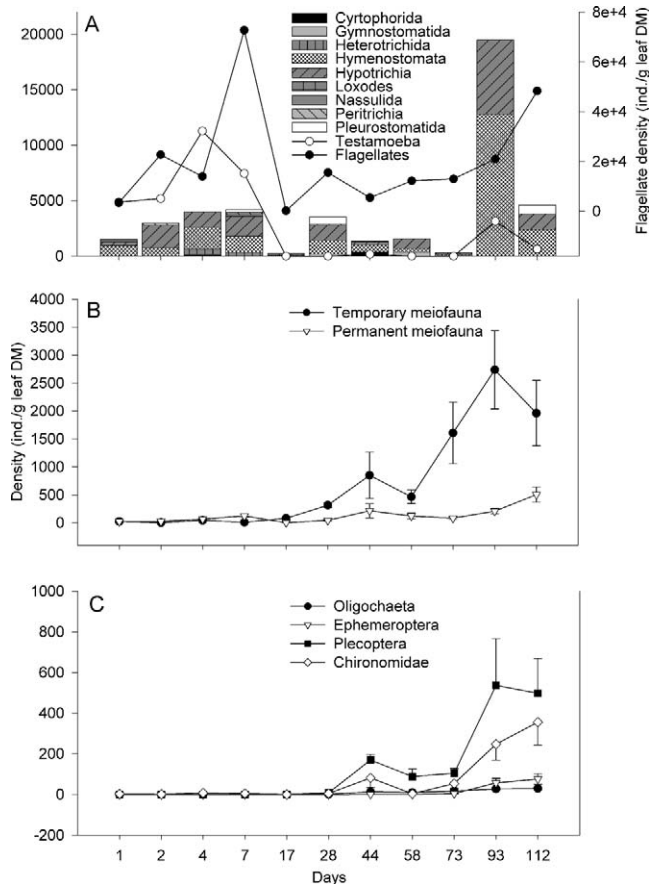 A
20000
15000
10000
5000
0
Cyrtophorida
Gymnostomatida
Heterotrichida
Hymenostomata
Hypotrichia
Loxodes
Nassulida
Peritrichia
Pleurostomatida
Testamoeba
Flagellates
8e+4
6e+4
4e+4
2e+4
0
Flagellate density (ind./g leaf DM)
B
4000
3500
3000
2500
2000
1500
1000
500
0
Temporary meiofauna
Permanent meiofauna
Density (ind./g leaf DM)
C
1000
800
600
400
200
0
-200
Oligochaeta
Ephemeroptera
Plecoptera
Chironomidae
1 2 4 7 17 28 44 58 73 93 112
Days